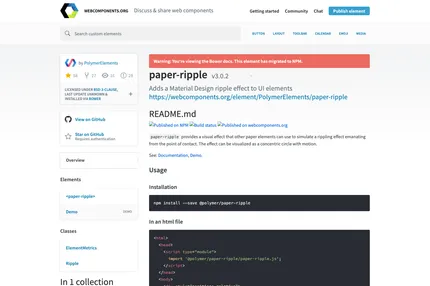 WEBCOMPONENTS.ORG
Discuss & share web components
Getting started
Community
Publish element
Search custom elements
BUTTON
LAYOUT
TOOLBAR
CALENDAR
EMOJI
MEDIA
by PolymerElements
Warning: You're viewing the Bower docs. This element has migrated to NPM.
paper-ripple v3.0.2
Adds a Material Design ripple effect to UI elements
https://webcomponents.org/element/PolymerElements/paper-ripple
LICENSED UNDER BSD-3-CLAUSE,
LAST UPDATE UNKNOWN &
INSTALLED VIA BOWER
README.md
View on GitHub
Published on NPM
Build status
Published on webcomponents.org
Star on GitHub
Requires authentication
paper-ripple provides a visual effect that other paper elements can use to simulate a rippling effect emanating
from the point of contact. The effect can be visualized as a concentric circle with motion.
See: Documentation, Demo.
Overview
Usage
Elements
Installation
<paper-ripple>
npm install --save @polymer/paper-ripple
Demo
In an html file
Classes
<html>
<head>
ElementMetrics
<script type="module">
import '@polymer/paper-ripple/paper-ripple.js';
Ripple
</script>
</head>
<body>
In 1 collection